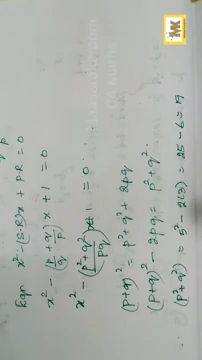 Eqn x² - (S.R)x + P.R = 0
x² - (p/q + q/p)x + 1 = 0
x² - (p² + q² / pq)x + 1 = 0
(p+q)² = p² + q² + 2pq
(p+q)² - 2pq = p² + q²
(p² + q²) = 5² - 2(3) = 25 - 6 = 19
MK